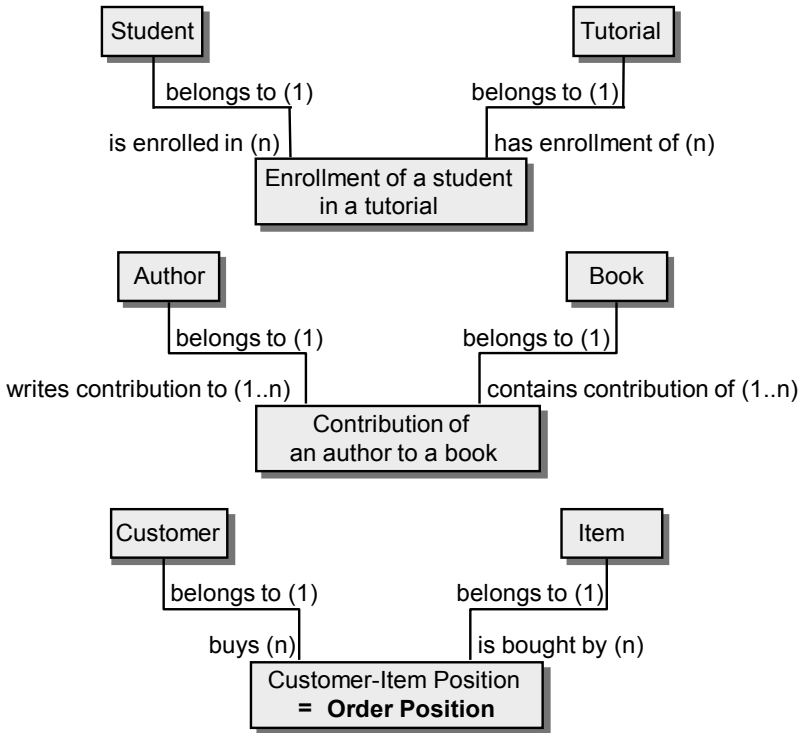 Student
Tutorial
belongs to (1)
belongs to (1)
is enrolled in (n)
has enrollment of (n)
Enrollment of a student
in a tutorial
Author
Book
belongs to (1)
belongs to (1)
writes contribution to (1..n)
contains contribution of (1..n)
Contribution of
an author to a book
Customer
Item
belongs to (1)
belongs to (1)
buys (n)
is bought by (n)
Customer-Item Position
= Order Position